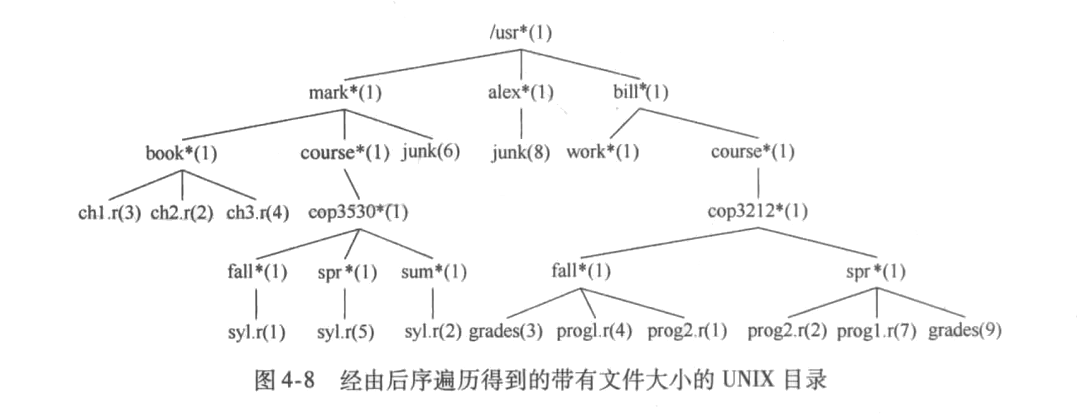 /usr*(1)
mark*(1) alex*(1) bill*(1)
book*(1) course*(1) junk(6) junk(8) work*(1) course*(1)
ch1.r(3) ch2.r(2) ch3.r(4) cop3530*(1) cop3212*(1)
fall*(1) spr*(1) sum*(1) fall*(1) spr*(1)
syl.r(1) syl.r(5) syl.r(2) grades(3) prog1.r(4) prog2.r(1) prog2.r(2) prog1.r(7) grades(9)
图4-8 经由后序遍历得到的带有文件大小的 UNIX 目录